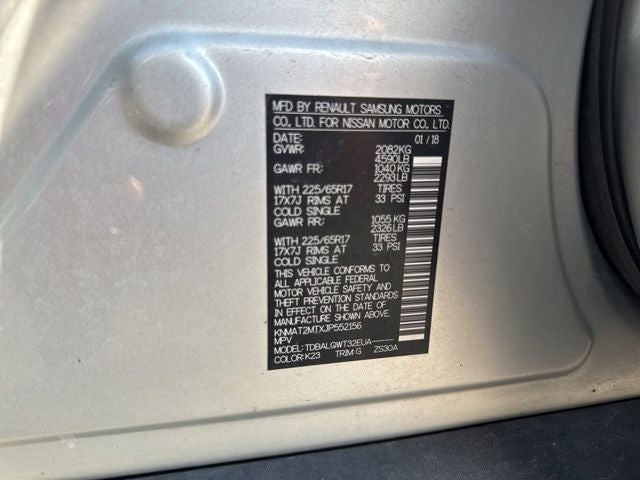 MFD BY RENAULT SAMSUNG MOTORS
CO., LTD. FOR NISSAN MOTOR CO., LTD.
DATE: 01/18
GVWR: 2082KG
4590LB
GAWR FR: 1040KG
2293LB
WITH 225/65R17 TIRES
17X7J RIMS AT 33 PSI
COLD SINGLE
GAWR RR: 1055 KG
2326LB
WITH 225/65R17 TIRES
17X7J RIMS AT 33 PSI
COLD SINGLE
THIS VEHICLE CONFORMS TO
ALL APPLICABLE FEDERAL
MOTOR VEHICLE SAFETY AND
THEFT PREVENTION STANDARDS
IN EFFECT ON THE DATE OF
MANUFACTURE SHOWN ABOVE.
KNMAT2MTXJP552156
MPV
MODEL: TDBALGWT32EUA-----
COLOR: K23 TRIM: G ZS30A